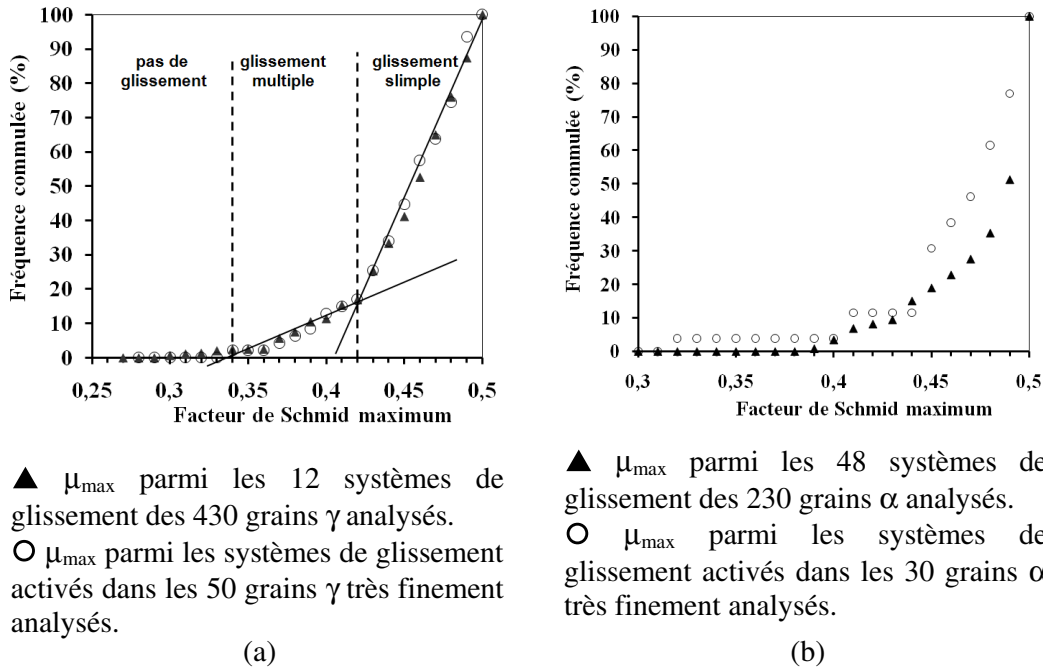 pas de
glissement
glissement
multiple
glissement
slimple
Fréquence commulée (%)
100
90
80
70
60
50
40
30
20
10
0
0,25
0,3
0,35
0,4
0,45
0,5
Facteur de Schmid maximum
▲ μmax parmi les 12 systèmes de
glissement des 430 grains γ analysés.
○ μmax parmi les systèmes de glissement
activés dans les 50 grains γ très finement
analysés.
(a)
Fréquence commulée (%)
100
90
80
70
60
50
40
30
20
10
0
0,3
0,35
0,4
0,45
0,5
Facteur de Schmid maximum
▲ μmax parmi les 48 systèmes de
glissement des 230 grains α analysés.
○ μmax parmi les systèmes de
glissement activés dans les 30 grains α
très finement analysés.
(b)